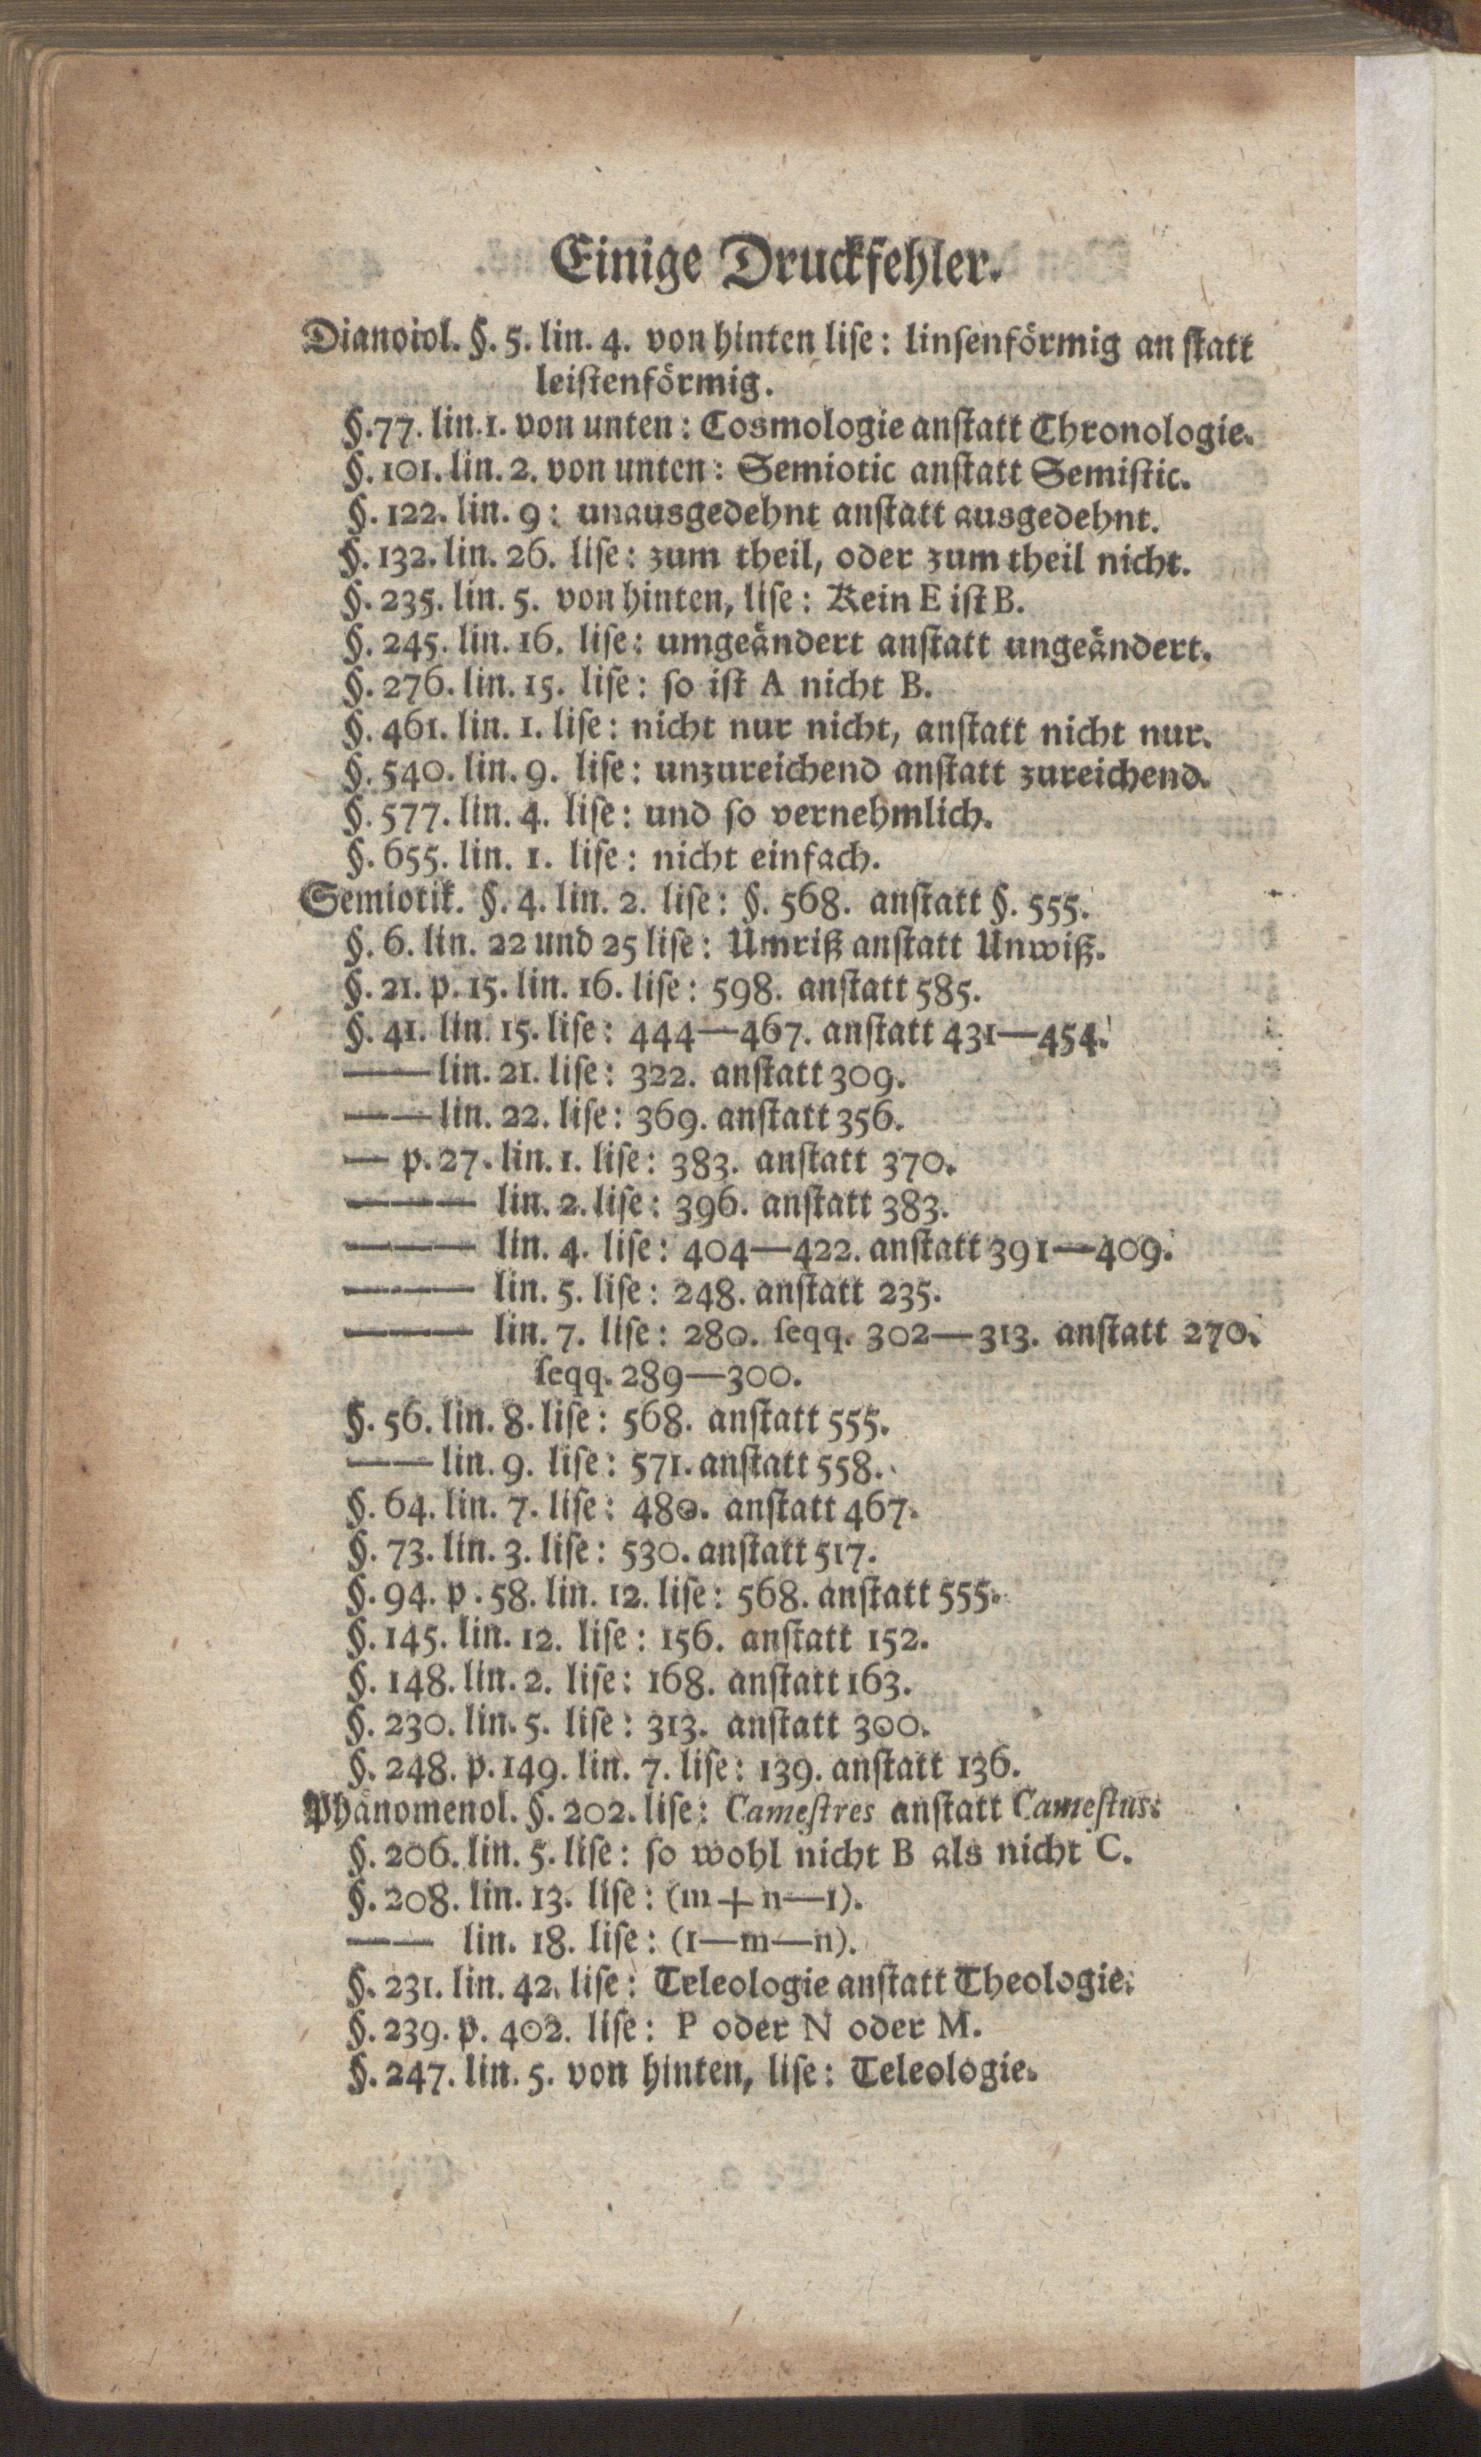 Einige Druckfehler.
Dianoiol. §. 5. lin. 4. von hinten liſe: linſenförmig an ſtatt
leiſtenförmig.
§. 77. lin. 1. von unten: Cosmologie anſtatt Chronologie.
§. 101. lin. 2. von unten: Semiotic anſtatt Semiſtic.
§. 122. lin. 9: unausgedehnt anſtatt ausgedehnt.
§. 132. lin. 26. liſe: zum theil, oder zum theil nicht.
§. 235. lin. 5. von hinten, liſe: Kein E iſt B.
§. 245. lin. 16. liſe: umgeändert anſtatt ungeändert.
§. 276. lin. 15. liſe: ſo iſt A nicht B.
§. 461. lin. 1. liſe: nicht nur nicht, anſtatt nicht nur.
§. 540. lin. 9. liſe: unzureichend anſtatt zureichend.
§. 577. lin. 4. liſe: und ſo vernehmlich.
§. 655. lin. 1. liſe: nicht einfach.
Semiotik. §. 4. lin. 2. liſe: §. 568. anſtatt §. 555.
§. 6. lin. 22 und 25 liſe: Umriß anſtatt Unwiß.
§. 21. p. 15. lin. 16. liſe: 598. anſtatt 585.
§. 41. lin. 15. liſe: 444—467. anſtatt 431—454.
—— lin. 21. liſe: 322. anſtatt 309.
—— lin. 22. liſe: 369. anſtatt 356.
— p. 27. lin. 1. liſe: 383. anſtatt 370.
——— lin. 2. liſe: 396. anſtatt 383.
——— lin. 4. liſe: 404—422. anſtatt 391—409.
——— lin. 5. liſe: 248. anſtatt 235.
——— lin. 7. liſe: 280. ſeqq. 302—313. anſtatt 270.
ſeqq. 289—300.
§. 56. lin. 8. liſe: 568. anſtatt 555.
—— lin. 9. liſe: 571. anſtatt 558.
§. 64. lin. 7. liſe: 480. anſtatt 467.
§. 73. lin. 3. liſe: 530. anſtatt 517.
§. 94. p. 58. lin. 12. liſe: 568. anſtatt 555.
§. 145. lin. 12. liſe: 156. anſtatt 152.
§. 148. lin. 2. liſe: 168. anſtatt 163.
§. 230. lin. 5. liſe: 313. anſtatt 300.
§. 248. p. 149. lin. 7. liſe: 139. anſtatt 136.
Phänomenol. §. 202. liſe: Cameſtres anſtatt Cameſtus.
§. 206. lin. 5. liſe: ſo wohl nicht B als nicht C.
§. 208. lin. 13. liſe: (m+n—1).
—— lin. 18. liſe: (1—m—n).
§. 231. lin. 42. liſe: Teleologie anſtatt Theologie.
§. 239. p. 402. liſe: P oder N oder M.
§. 247. lin. 5. von hinten, liſe: Teleologie.